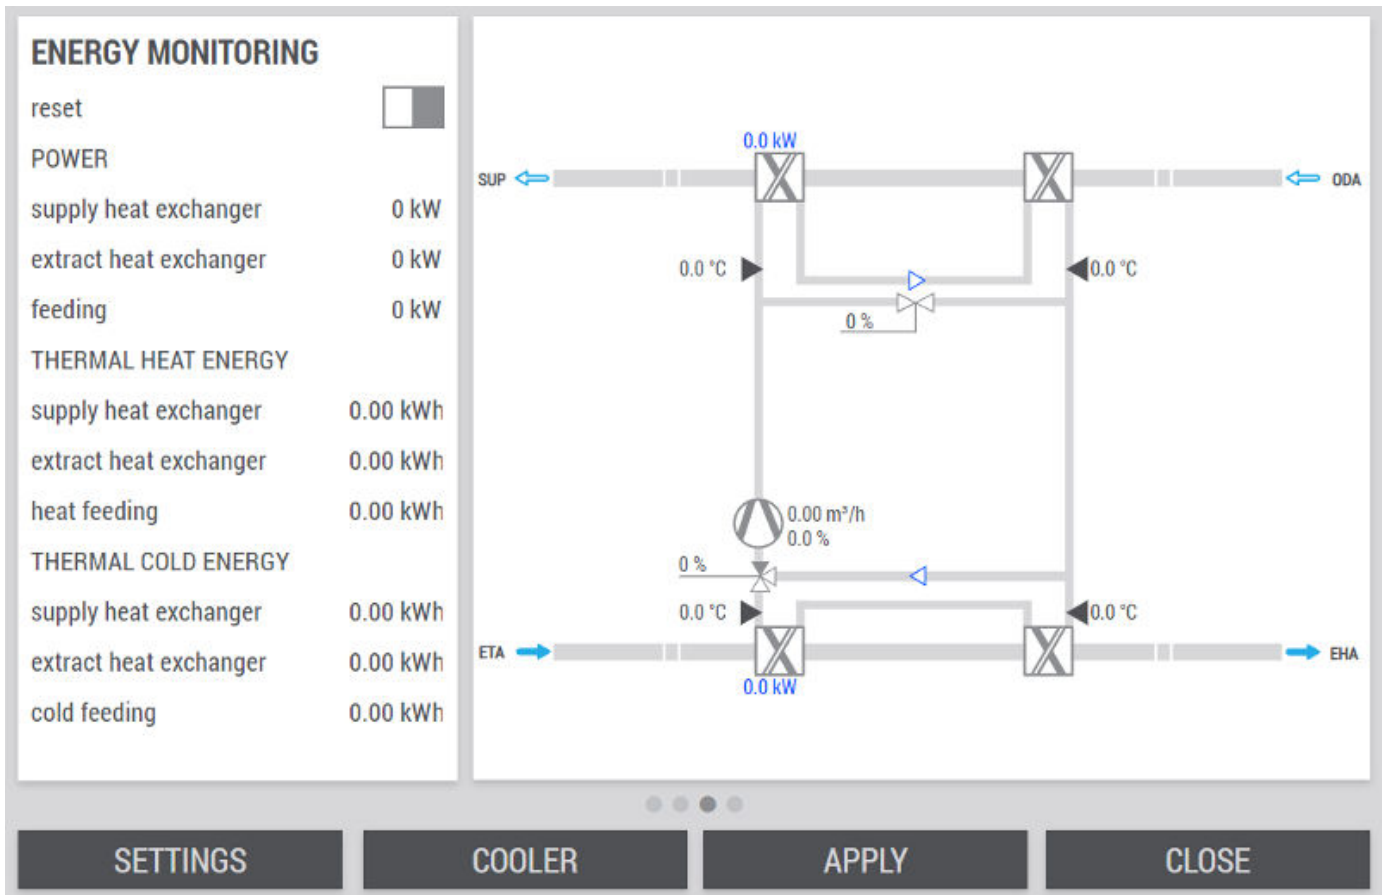 ENERGY MONITORING
reset
POWER
supply heat exchanger 0 kW
extract heat exchanger 0 kW
feeding 0 kW
THERMAL HEAT ENERGY
supply heat exchanger 0.00 kWh
extract heat exchanger 0.00 kWh
heat feeding 0.00 kWh
THERMAL COLD ENERGY
supply heat exchanger 0.00 kWh
extract heat exchanger 0.00 kWh
cold feeding 0.00 kWh
0.0 kW
SUP ODA
0.0 °C 0.0 °C
0 %
0.00 m³/h
0.0 %
0 %
0.0 °C 0.0 °C
ETA EHA
0.0 kW
SETTINGS COOLER APPLY CLOSE